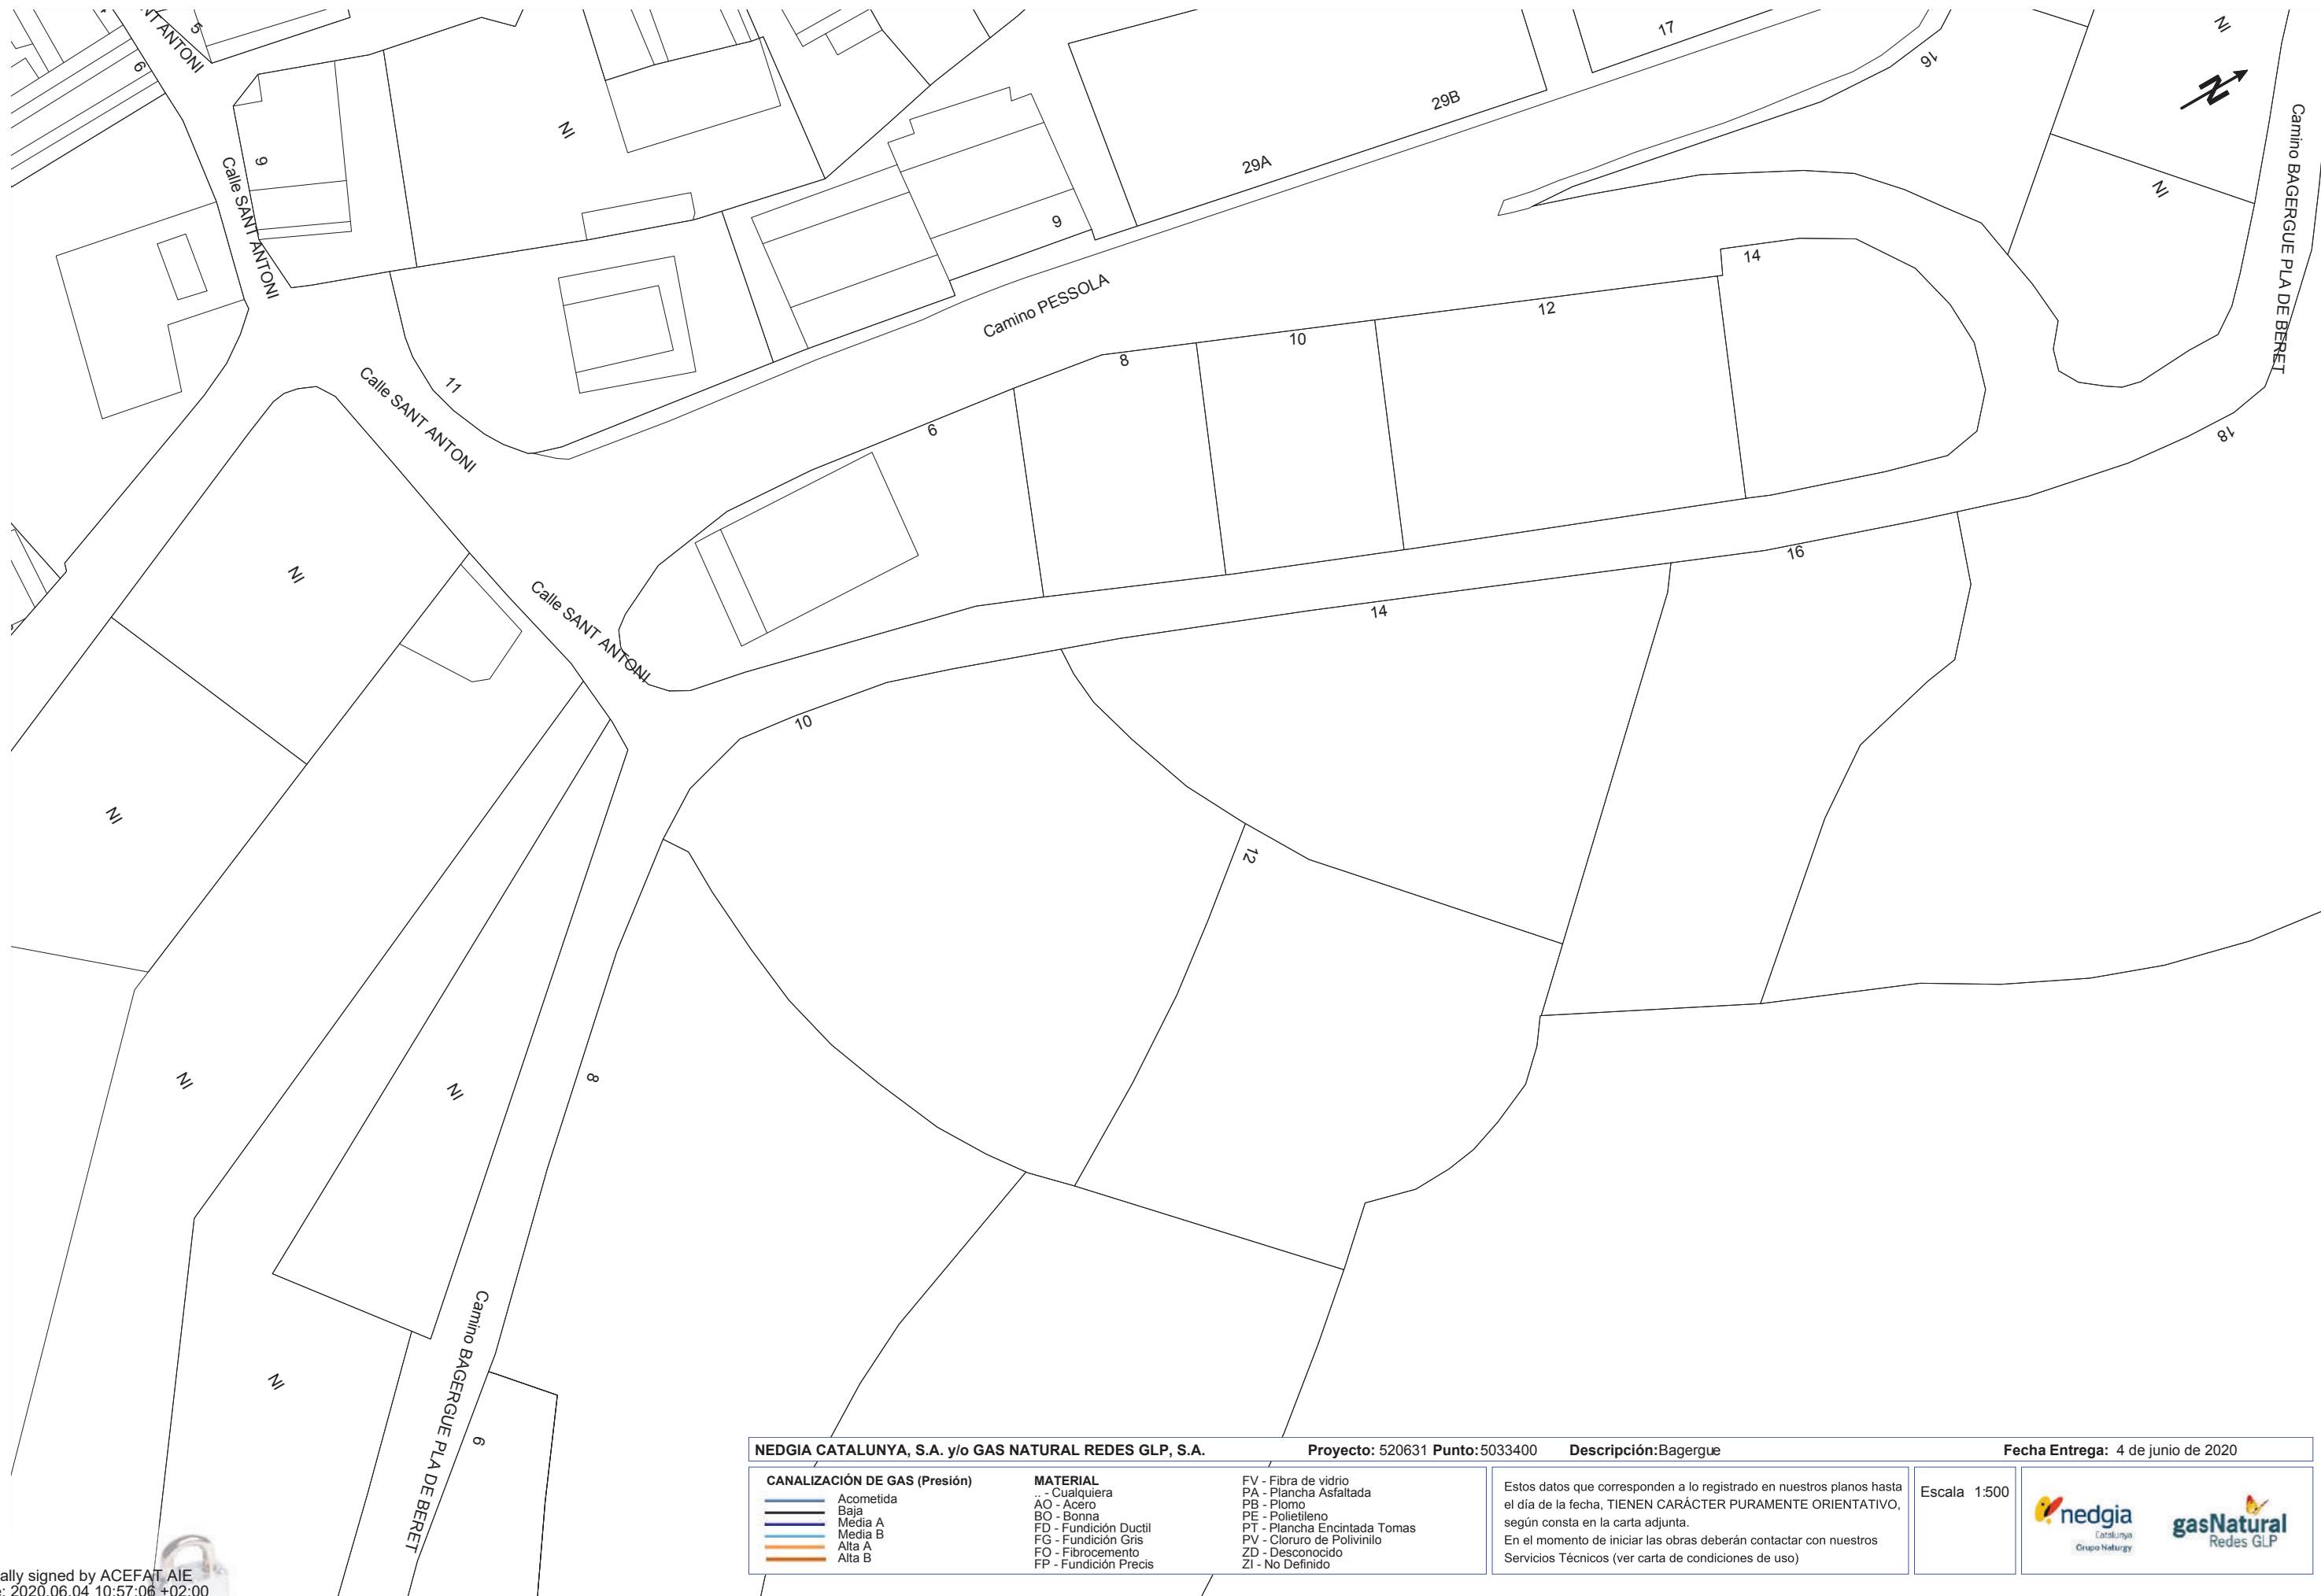 NT ANTONI
5
6
Calle SANT ANTONI
9
NI
11
Calle SANT ANTONI
Calle SANT ANTONI
Camino PESSOLA
9
29A
29B
17
16
NI
NI
Camino BAGERGUE PLA DE BERET
6
8
10
12
14
18
16
14
10
12
8
6
NI
NI
NI
NI
NI
Camino BAGERGUE PLA DE BERET
N
NEDGIA CATALUNYA, S.A. y/o GAS NATURAL REDES GLP, S.A. Proyecto: 520631 Punto:5033400 Descripción:Bagergue Fecha Entrega: 4 de junio de 2020
CANALIZACIÓN DE GAS (Presión)
Acometida
Baja
Media A
Media B
Alta A
Alta B
MATERIAL
.. - Cualquiera
AO - Acero
BO - Bonna
FD - Fundición Ductil
FG - Fundición Gris
FO - Fibrocemento
FP - Fundición Precis
FV - Fibra de vidrio
PA - Plancha Asfaltada
PB - Plomo
PE - Polietileno
PT - Plancha Encintada Tomas
PV - Cloruro de Polivinilo
ZD - Desconocido
ZI - No Definido
Estos datos que corresponden a lo registrado en nuestros planos hasta
el día de la fecha, TIENEN CARÁCTER PURAMENTE ORIENTATIVO,
según consta en la carta adjunta.
En el momento de iniciar las obras deberán contactar con nuestros
Servicios Técnicos (ver carta de condiciones de uso)
Escala 1:500
nedgia
Catalunya
Grupo Naturgy
gasNatural
Redes GLP
ally signed by ACEFAT AIE
e: 2020.06.04 10:57:06 +02:00